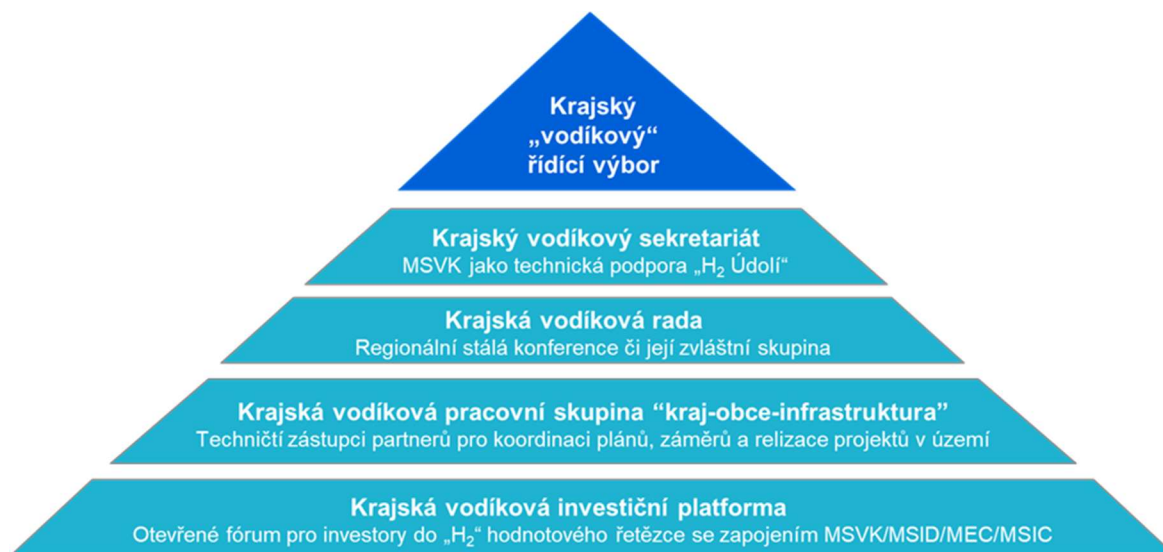 Krajský
„vodíkový“
řídící výbor
Krajský vodíkový sekretariát
MSVK jako technická podpora „H₂ Údolí“
Krajská vodíková rada
Regionální stálá konference či její zvláštní skupina
Krajská vodíková pracovní skupina “kraj-obce-infrastruktura”
Techničtí zástupci partnerů pro koordinaci plánů, záměrů a relizace projektů v území
Krajská vodíková investiční platforma
Otevřené fórum pro investory do „H₂“ hodnotového řetězce se zapojením MSVK/MSID/MEC/MSIC